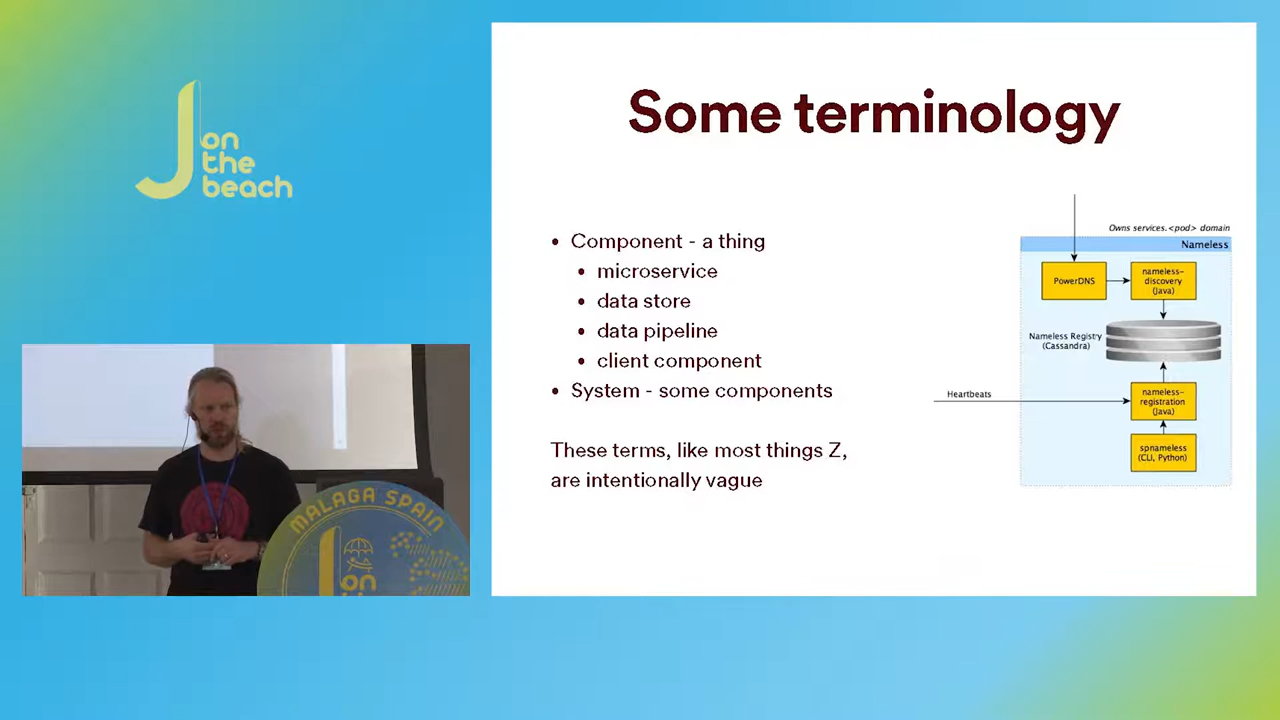 J on
the
beach
Some terminology
• Component - a thing
• microservice
• data store
• data pipeline
• client component
• System - some components
These terms, like most things Z,
are intentionally vague
Owns services.<pod> domain
Nameless
PowerDNS
nameless-
discovery
(Java)
Nameless Registry
(Cassandra)
Heartbeats
nameless-
registration
(Java)
spnameless
(CLI, Python)
MALAGA SPAIN
J on